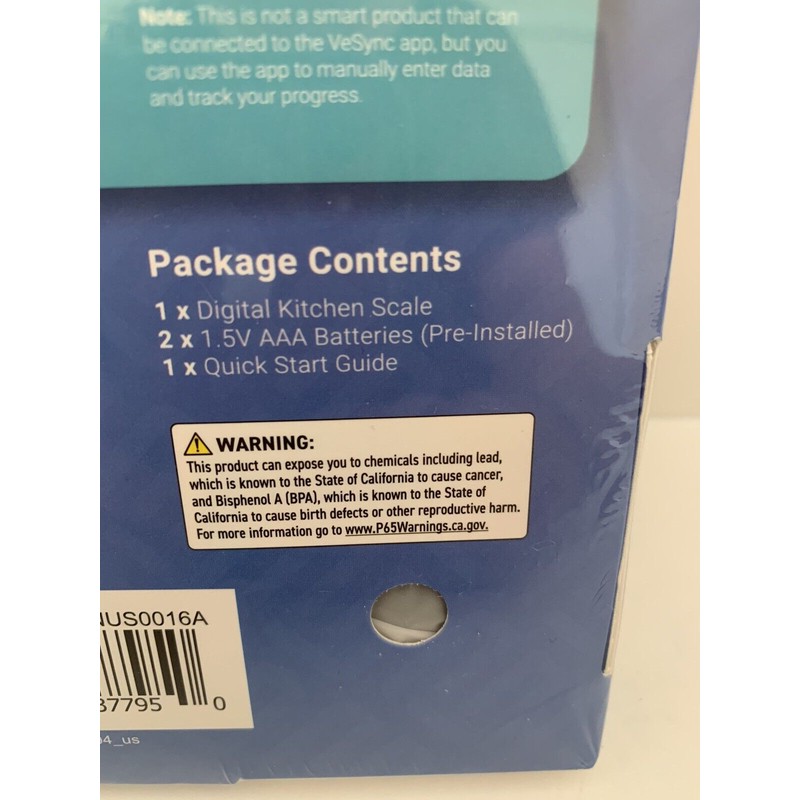 Note: This is not a smart product that can
be connected to the VeSync app, but you
can use the app to manually enter data
and track your progress.
Package Contents
1 x Digital Kitchen Scale
2 x 1.5V AAA Batteries (Pre-Installed)
1 x Quick Start Guide
WARNING:
This product can expose you to chemicals including lead,
which is known to the State of California to cause cancer,
and Bisphenol A (BPA), which is known to the State of
California to cause birth defects or other reproductive harm.
For more information go to www.P65Warnings.ca.gov.
NUS0016A
37795 0
04_us